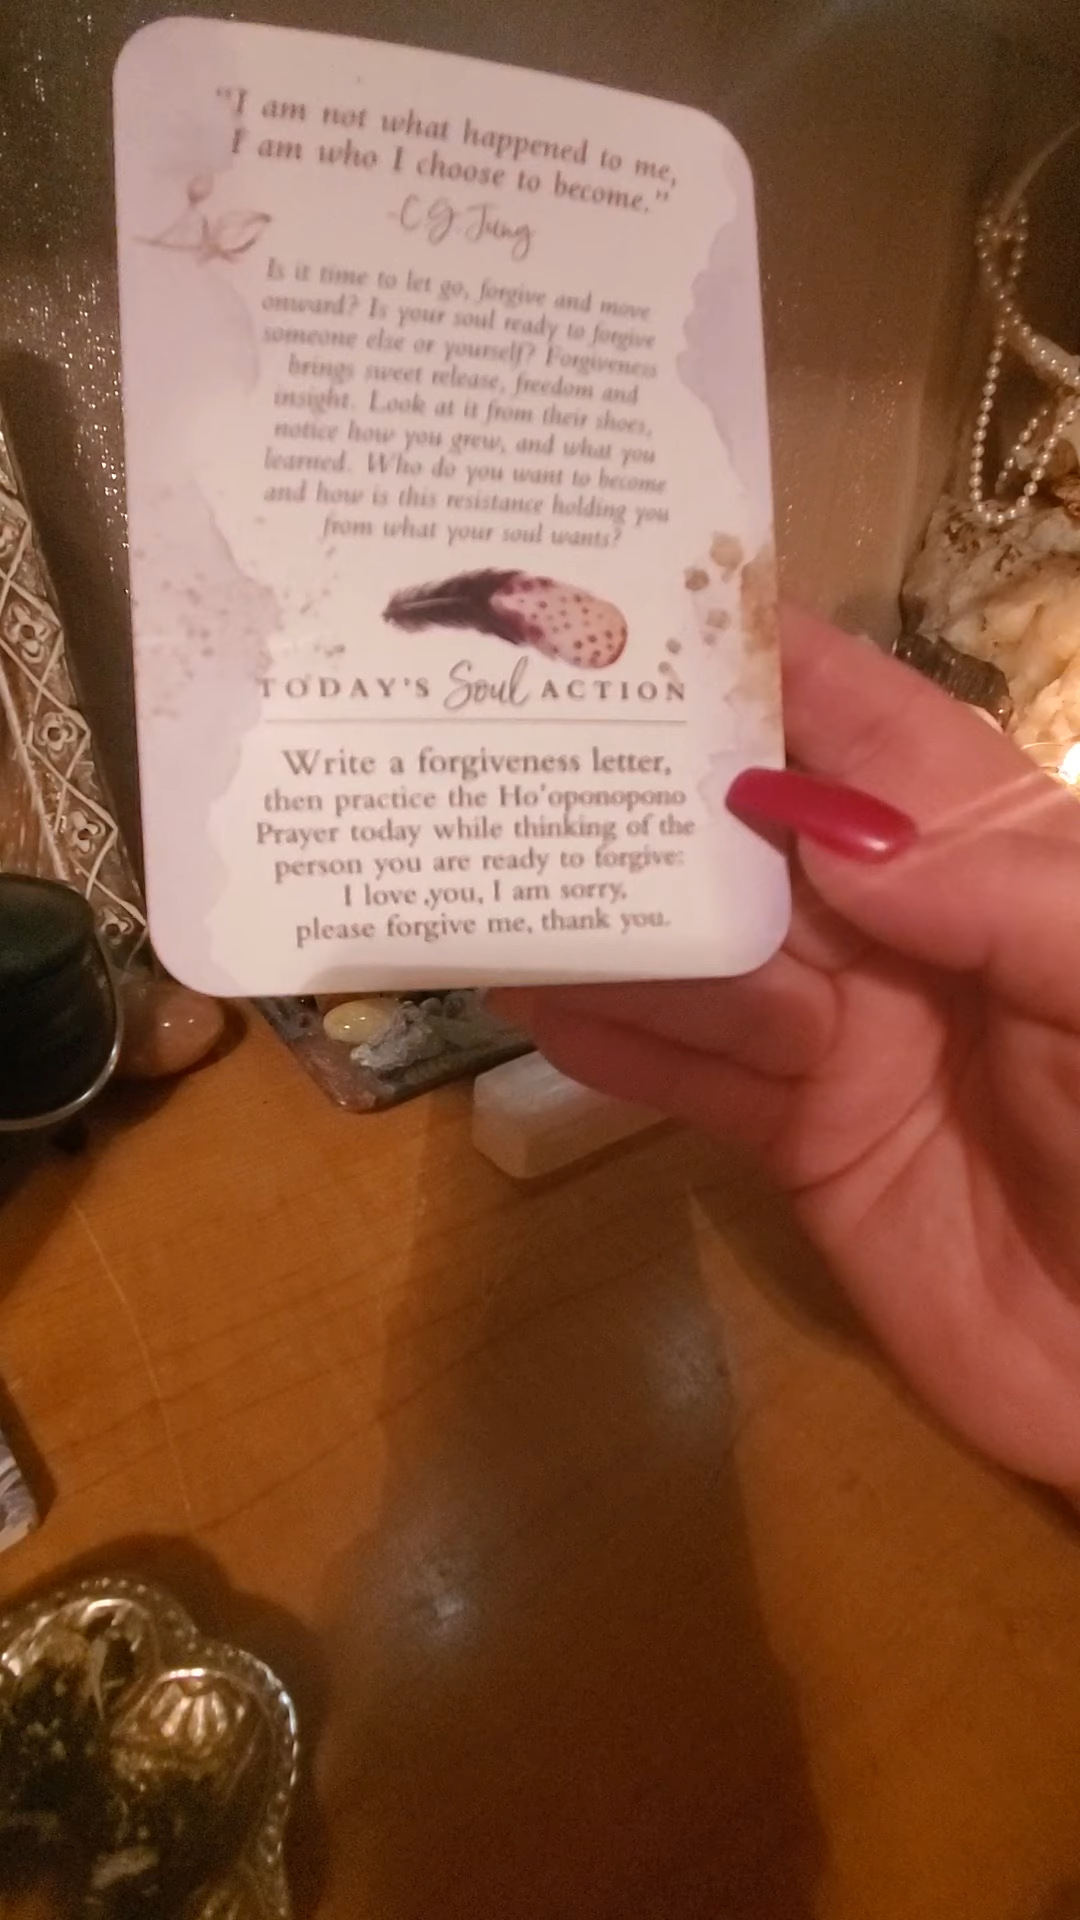 "I am not what happened to me,
I am who I choose to become."
-C G. Jung
Is it time to let go, forgive and move
onward? Is your soul ready to forgive
someone else or yourself? Forgiveness
brings sweet release, freedom and
insight. Look at it from their shoes,
notice how you grew, and what you
learned. Who do you want to become
and how is this resistance holding you
from what your soul wants?
TODAY'S Soul ACTION
Write a forgiveness letter,
then practice the Ho'oponopono
Prayer today while thinking of the
person you are ready to forgive:
I love you, I am sorry,
please forgive me, thank you.